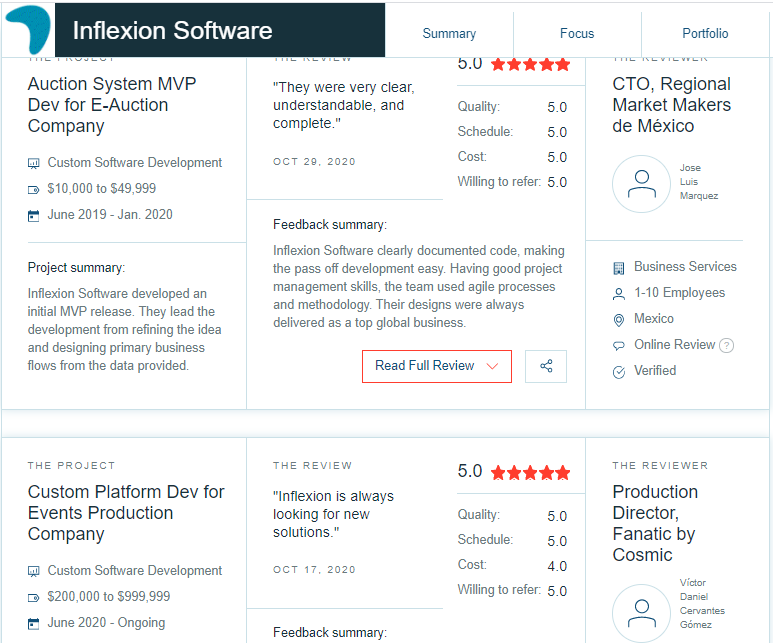 Inflexion Software
Summary
Focus
Portfolio
THE PROJECT
Auction System MVP
Dev for E-Auction
Company
Custom Software Development
$10,000 to $49,999
June 2019 - Jan. 2020
Project summary:
Inflexion Software developed an
initial MVP release. They lead the
development from refining the idea
and designing primary business
flows from the data provided.
THE REVIEW
"They were very clear,
understandable, and
complete."
OCT 29, 2020
5.0
Quality: 5.0
Schedule: 5.0
Cost: 5.0
Willing to refer: 5.0
Feedback summary:
Inflexion Software clearly documented code, making
the pass off development easy. Having good project
management skills, the team used agile processes
and methodology. Their designs were always
delivered as a top global business.
Read Full Review
THE REVIEWER
CTO, Regional
Market Makers
de México
Jose
Luis
Marquez
Business Services
1-10 Employees
Mexico
Online Review ?
Verified
THE PROJECT
Custom Platform Dev for
Events Production
Company
Custom Software Development
$200,000 to $999,999
June 2020 - Ongoing
THE REVIEW
"Inflexion is always
looking for new
solutions."
OCT 17, 2020
5.0
Quality: 5.0
Schedule: 5.0
Cost: 4.0
Willing to refer: 5.0
Feedback summary:
THE REVIEWER
Production
Director,
Fanatic by
Cosmic
Víctor
Daniel
Cervantes
Gómez